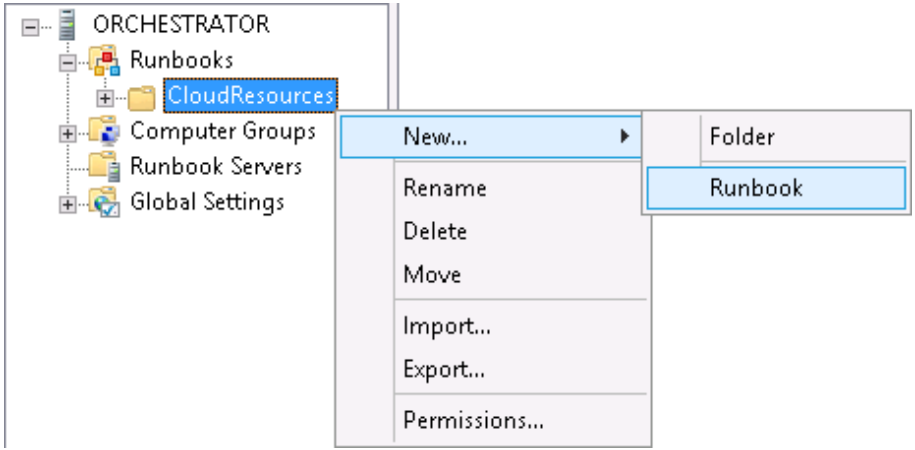 ORCHESTRATOR
Runbooks
CloudResources
Computer Groups
Runbook Servers
Global Settings
New...
Rename
Delete
Move
Import...
Export...
Permissions...
Folder
Runbook